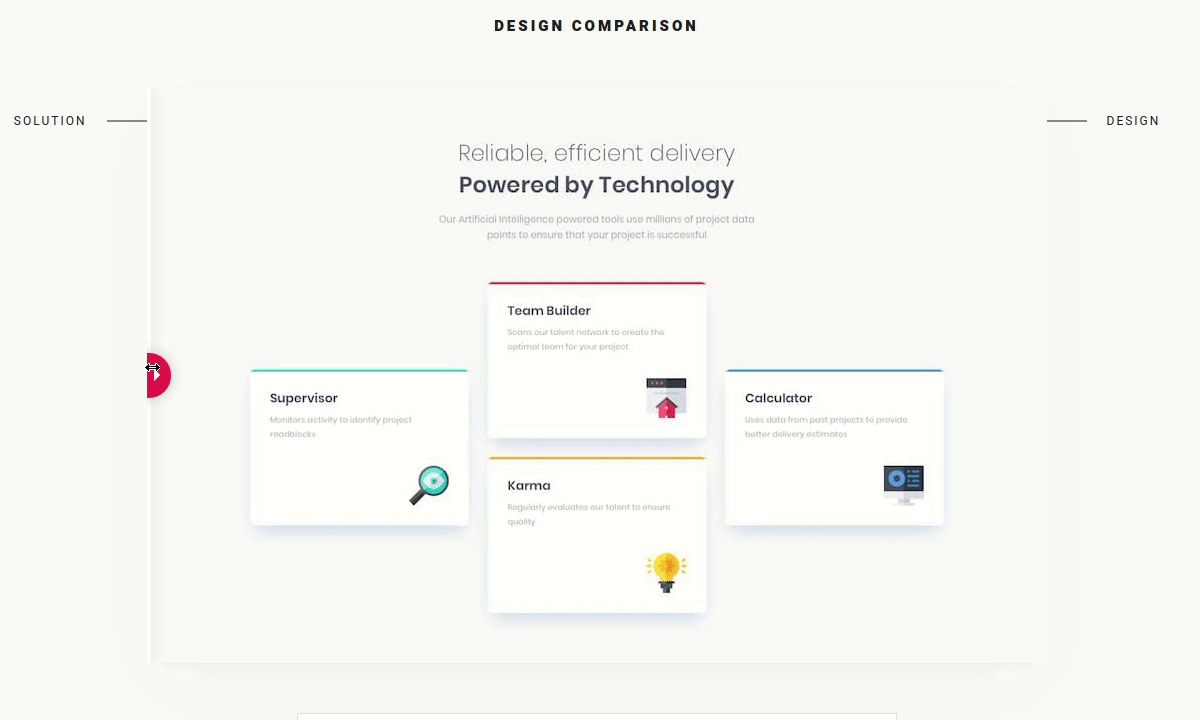 DESIGN COMPARISON
SOLUTION
DESIGN
Reliable, efficient delivery
Powered by Technology
Our Artificial Intelligence powered tools use millions of project data
points to ensure that your project is successful
Team Builder
Scans our talent network to create the
optimal team for your project
Supervisor
Monitors activity to identify project
roadblocks
Calculator
Uses data from past projects to provide
better delivery estimates
Karma
Regularly evaluates our talent to ensure
quality